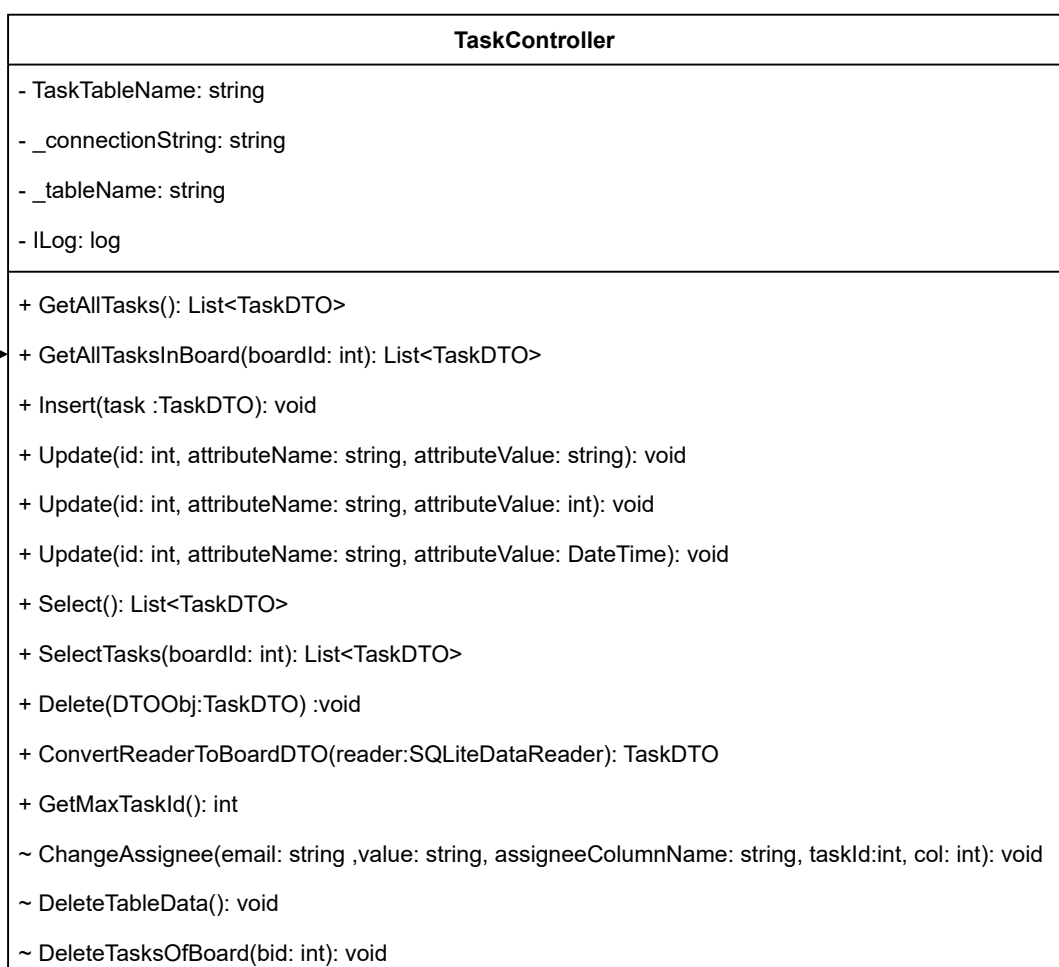 TaskController
- TaskTableName: string
- _connectionString: string
- _tableName: string
- ILog: log
+ GetAllTasks(): List<TaskDTO>
+ GetAllTasksInBoard(boardId: int): List<TaskDTO>
+ Insert(task :TaskDTO): void
+ Update(id: int, attributeName: string, attributeValue: string): void
+ Update(id: int, attributeName: string, attributeValue: int): void
+ Update(id: int, attributeName: string, attributeValue: DateTime): void
+ Select(): List<TaskDTO>
+ SelectTasks(boardId: int): List<TaskDTO>
+ Delete(DTOObj:TaskDTO) :void
+ ConvertReaderToBoardDTO(reader:SQLiteDataReader): TaskDTO
+ GetMaxTaskId(): int
~ ChangeAssignee(email: string ,value: string, assigneeColumnName: string, taskId:int, col: int): void
~ DeleteTableData(): void
~ DeleteTasksOfBoard(bid: int): void